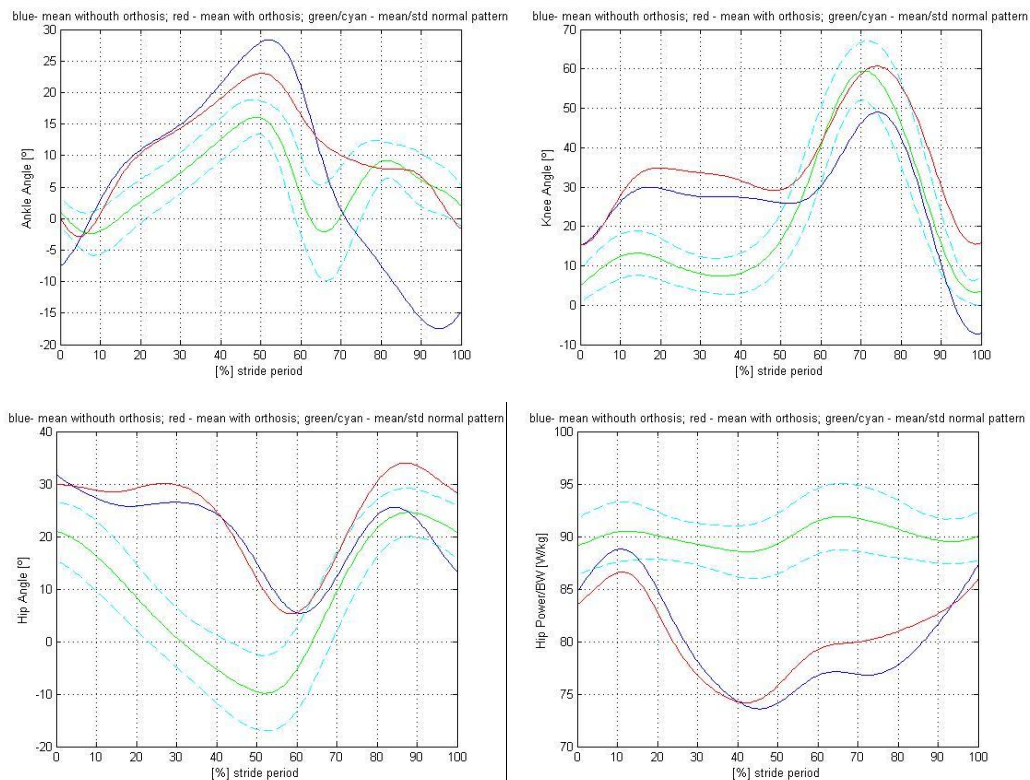 blue- mean withouth orthosis; red - mean with orthosis; green/cyan - mean/std normal pattern
30
25
20
15
10
5
0
-5
-10
-15
-20
Ankle Angle [º]
0 10 20 30 40 50 60 70 80 90 100
[%] stride period
blue- mean withouth orthosis; red - mean with orthosis; green/cyan - mean/std normal pattern
70
60
50
40
30
20
10
0
-10
Knee Angle [º]
0 10 20 30 40 50 60 70 80 90 100
[%] stride period
blue- mean withouth orthosis; red - mean with orthosis; green/cyan - mean/std normal pattern
40
30
20
10
0
-10
-20
Hip Angle [º]
0 10 20 30 40 50 60 70 80 90 100
[%] stride period
blue- mean withouth orthosis; red - mean with orthosis; green/cyan - mean/std normal pattern
100
95
90
85
80
75
70
Hip Power/BW [W/kg]
0 10 20 30 40 50 60 70 80 90 100
[%] stride period